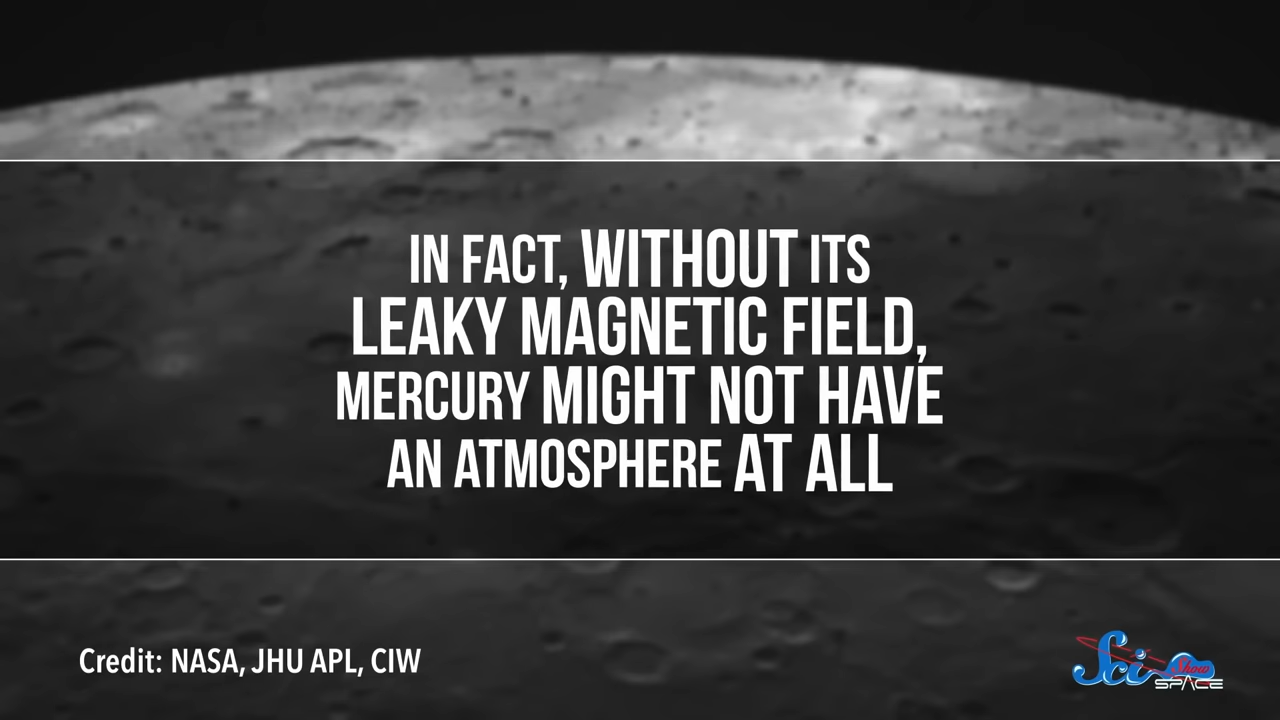 IN FACT, WITHOUT ITS
LEAKY MAGNETIC FIELD,
MERCURY MIGHT NOT HAVE
AN ATMOSPHERE AT ALL
Credit: NASA, JHU APL, CIW
Sci Show
SPACE